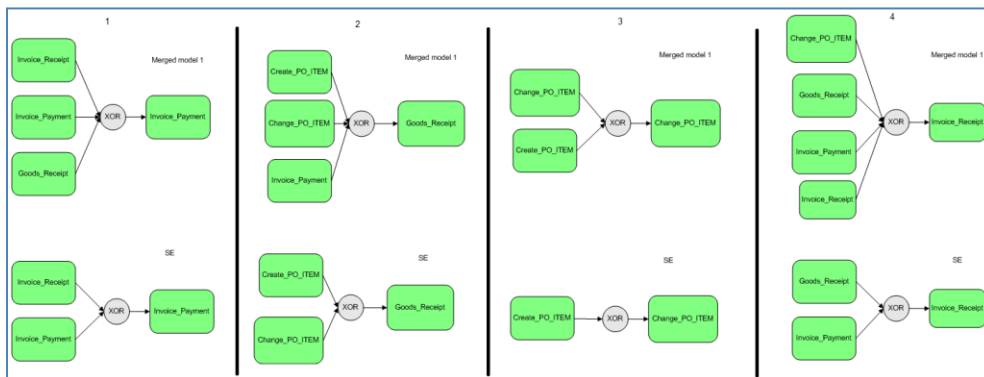 1
Merged model 1
Invoice_Receipt
Invoice_Payment
XOR
Invoice_Payment
Goods_Receipt
SE
Invoice_Receipt
XOR
Invoice_Payment
Invoice_Payment
2
Merged model 1
Create_PO_ITEM
Change_PO_ITEM
XOR
Goods_Receipt
Invoice_Payment
SE
Create_PO_ITEM
XOR
Goods_Receipt
Change_PO_ITEM
3
Merged model 1
Change_PO_ITEM
XOR
Change_PO_ITEM
Create_PO_ITEM
SE
Create_PO_ITEM
XOR
Change_PO_ITEM
4
Change_PO_ITEM
Merged model 1
Goods_Receipt
XOR
Invoice_Receipt
Invoice_Payment
Invoice_Receipt
SE
Goods_Receipt
XOR
Invoice_Receipt
Invoice_Payment